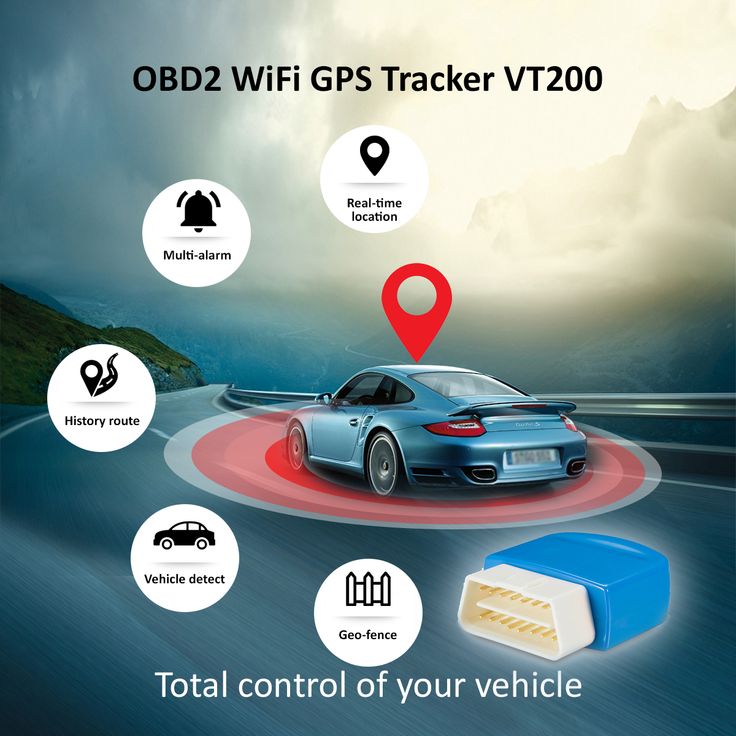 OBD2 WiFi GPS Tracker VT200
Real-time
location
Multi-alarm
History route
Turbo S
Vehicle detect
Geo-fence
Total control of your vehicle